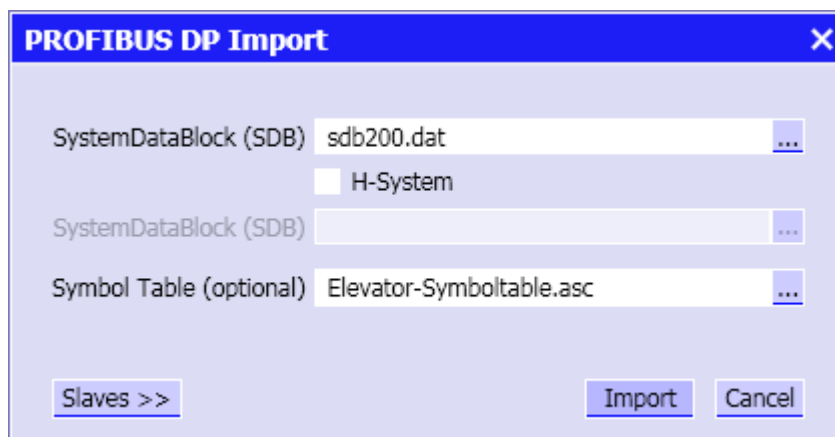 PROFIBUS DP Import
SystemDataBlock (SDB) sdb200.dat ...
H-System
SystemDataBlock (SDB) ...
Symbol Table (optional) Elevator-Symboltable.asc ...
Slaves >> Import Cancel